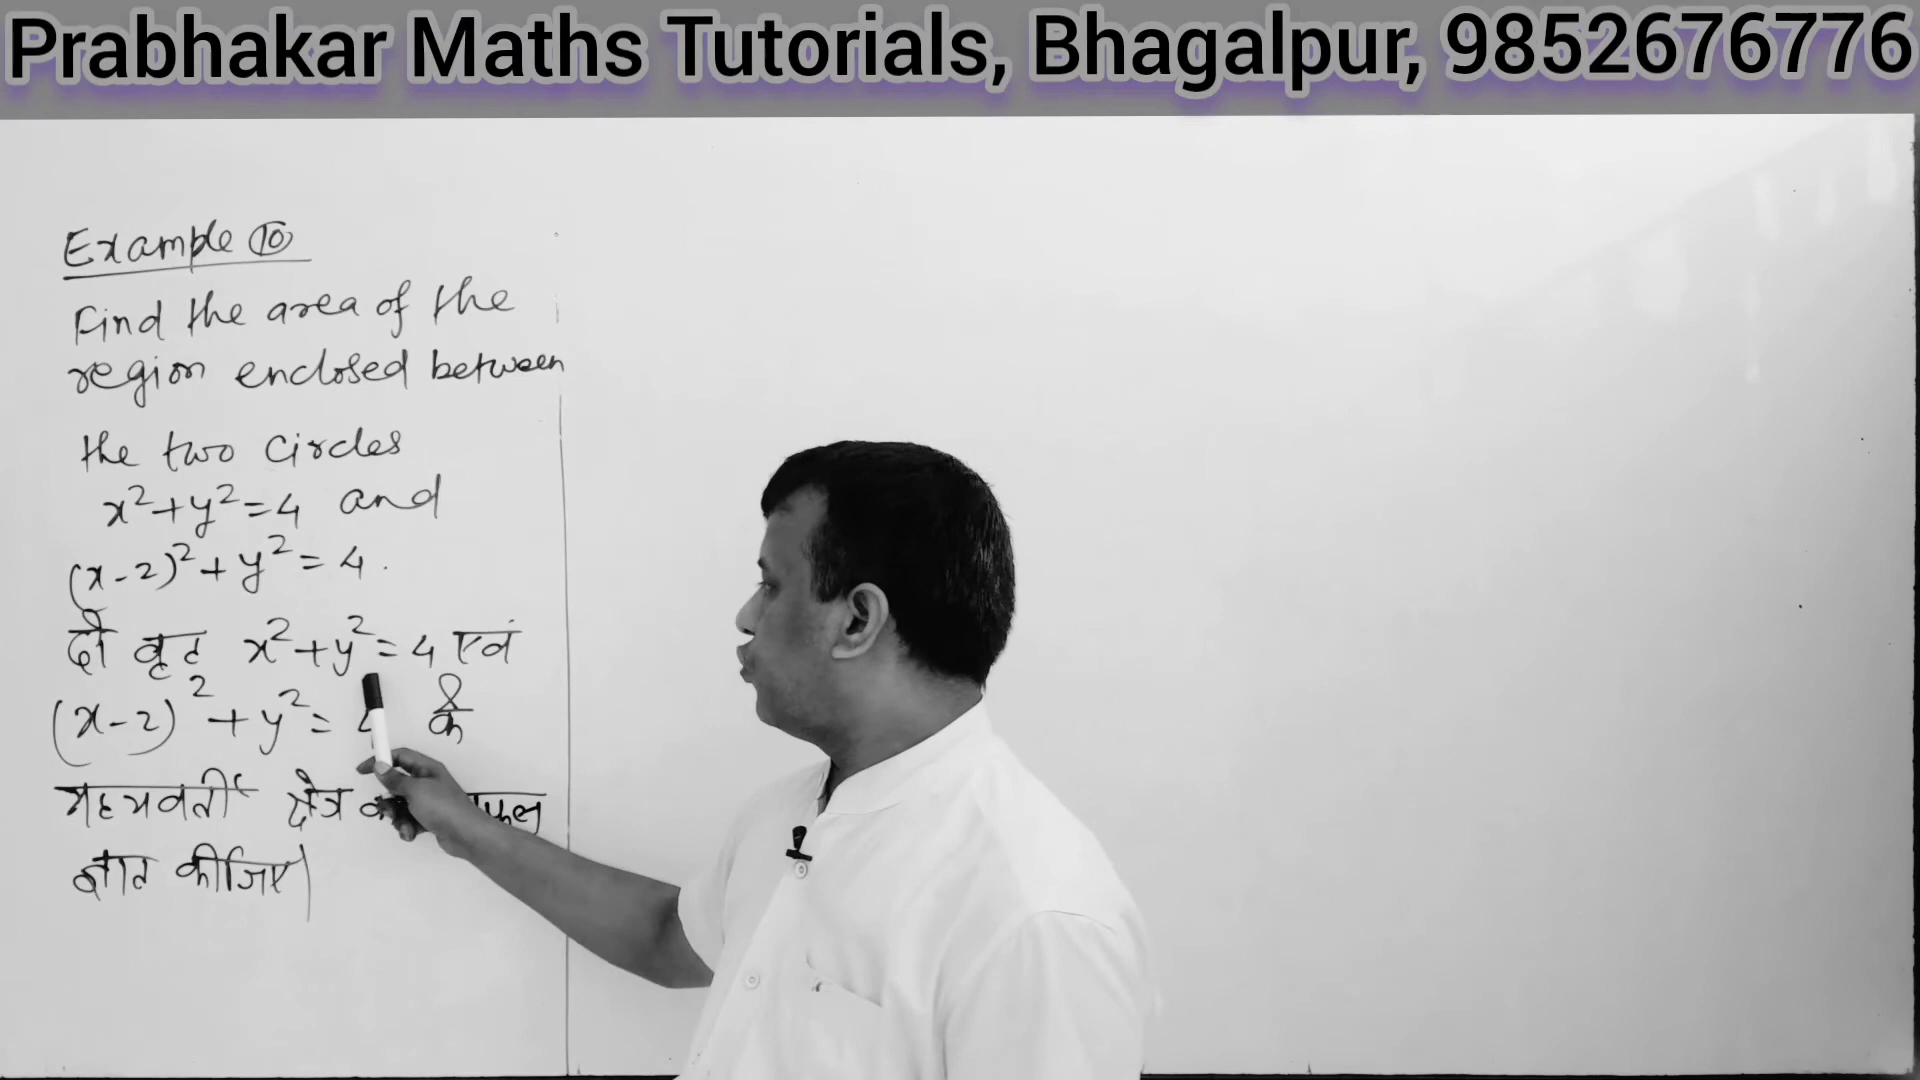 Prabhakar Maths Tutorials, Bhagalpur, 9852676776
Example 10
Find the area of the
region enclosed between
the two circles
x²+y²=4 and
(x-2)²+y²=4.
दो वृत x²+y²=4 एवं
(x-2)²+y²=4 के
मध्यवर्ती क्षेत्र
ज्ञात कीजिए|